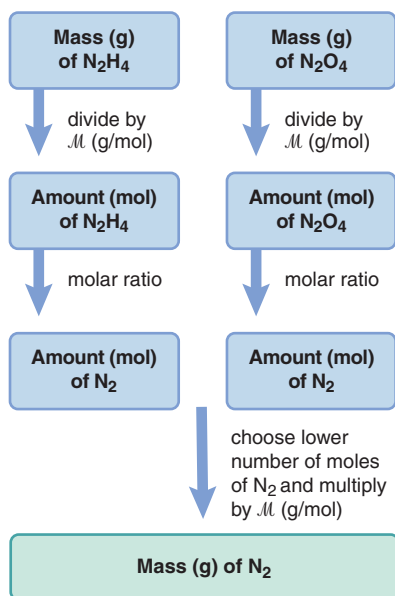 Mass (g)
of N₂H₄
Mass (g)
of N₂O₄
divide by
ℳ (g/mol)
divide by
ℳ (g/mol)
Amount (mol)
of N₂H₄
Amount (mol)
of N₂O₄
molar ratio
molar ratio
Amount (mol)
of N₂
Amount (mol)
of N₂
choose lower
number of moles
of N₂ and multiply
by ℳ (g/mol)
Mass (g) of N₂